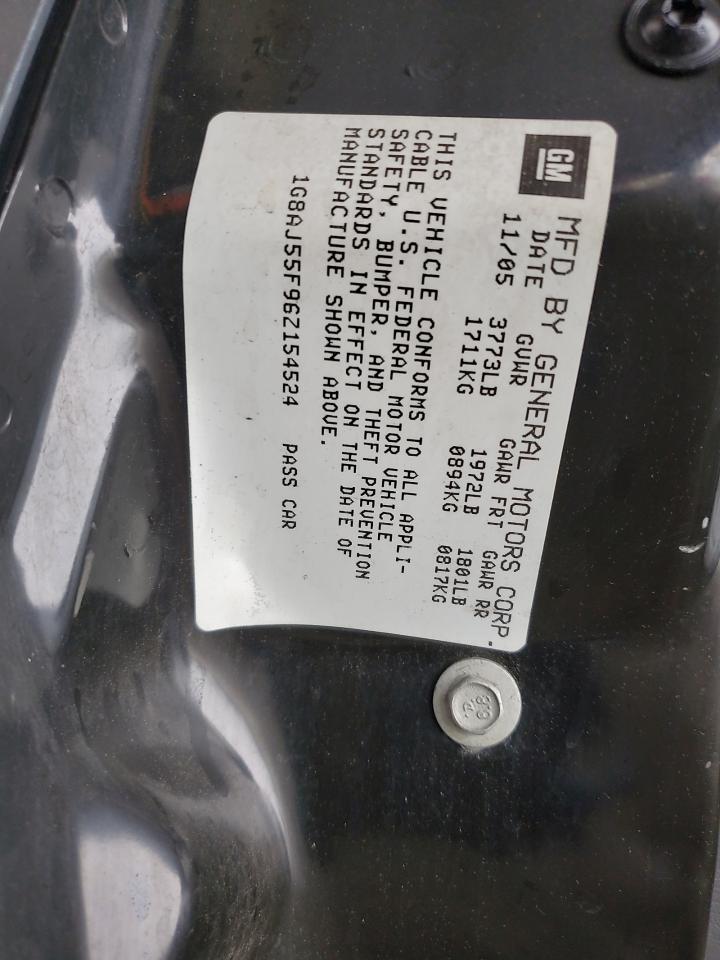 GM
MFD BY GENERAL MOTORS CORP.
DATE GVWR GAWR FRT GAWR RR
11/05 3773LB 1972LB 1801LB
1711KG 0894KG 0817KG
THIS VEHICLE CONFORMS TO ALL APPLI-
CABLE U.S. FEDERAL MOTOR VEHICLE
SAFETY, BUMPER, AND THEFT PREVENTION
STANDARDS IN EFFECT ON THE DATE OF
MANUFACTURE SHOWN ABOVE.
1G8AJ55F96Z154524 PASS CAR